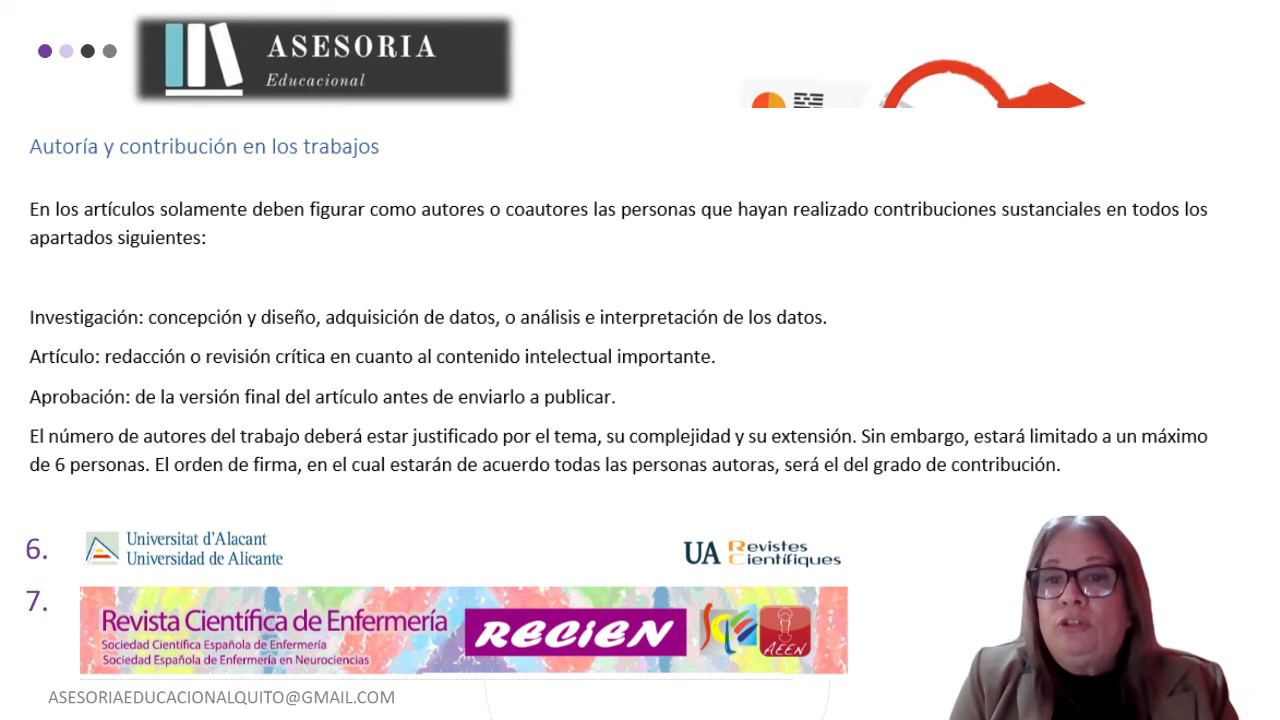 ASESORIA
Educacional
Autoría y contribución en los trabajos
En los artículos solamente deben figurar como autores o coautores las personas que hayan realizado contribuciones sustanciales en todos los
apartados siguientes:
Investigación: concepción y diseño, adquisición de datos, o análisis e interpretación de los datos.
Artículo: redacción o revisión crítica en cuanto al contenido intelectual importante.
Aprobación: de la versión final del artículo antes de enviarlo a publicar.
El número de autores del trabajo deberá estar justificado por el tema, su complejidad y su extensión. Sin embargo, estará limitado a un máximo
de 6 personas. El orden de firma, en el cual estarán de acuerdo todas las personas autoras, será el del grado de contribución.
6.
Universitat d'Alacant
Universidad de Alicante
UA Revistes
Científiques
7.
Revista Científica de Enfermería
Sociedad Científica Española de Enfermería
Sociedad Española de Enfermería en Neurociencias
RECiEN
SCELE
AEEN
ASESORIAEDUCACIONALQUITO@GMAIL.COM